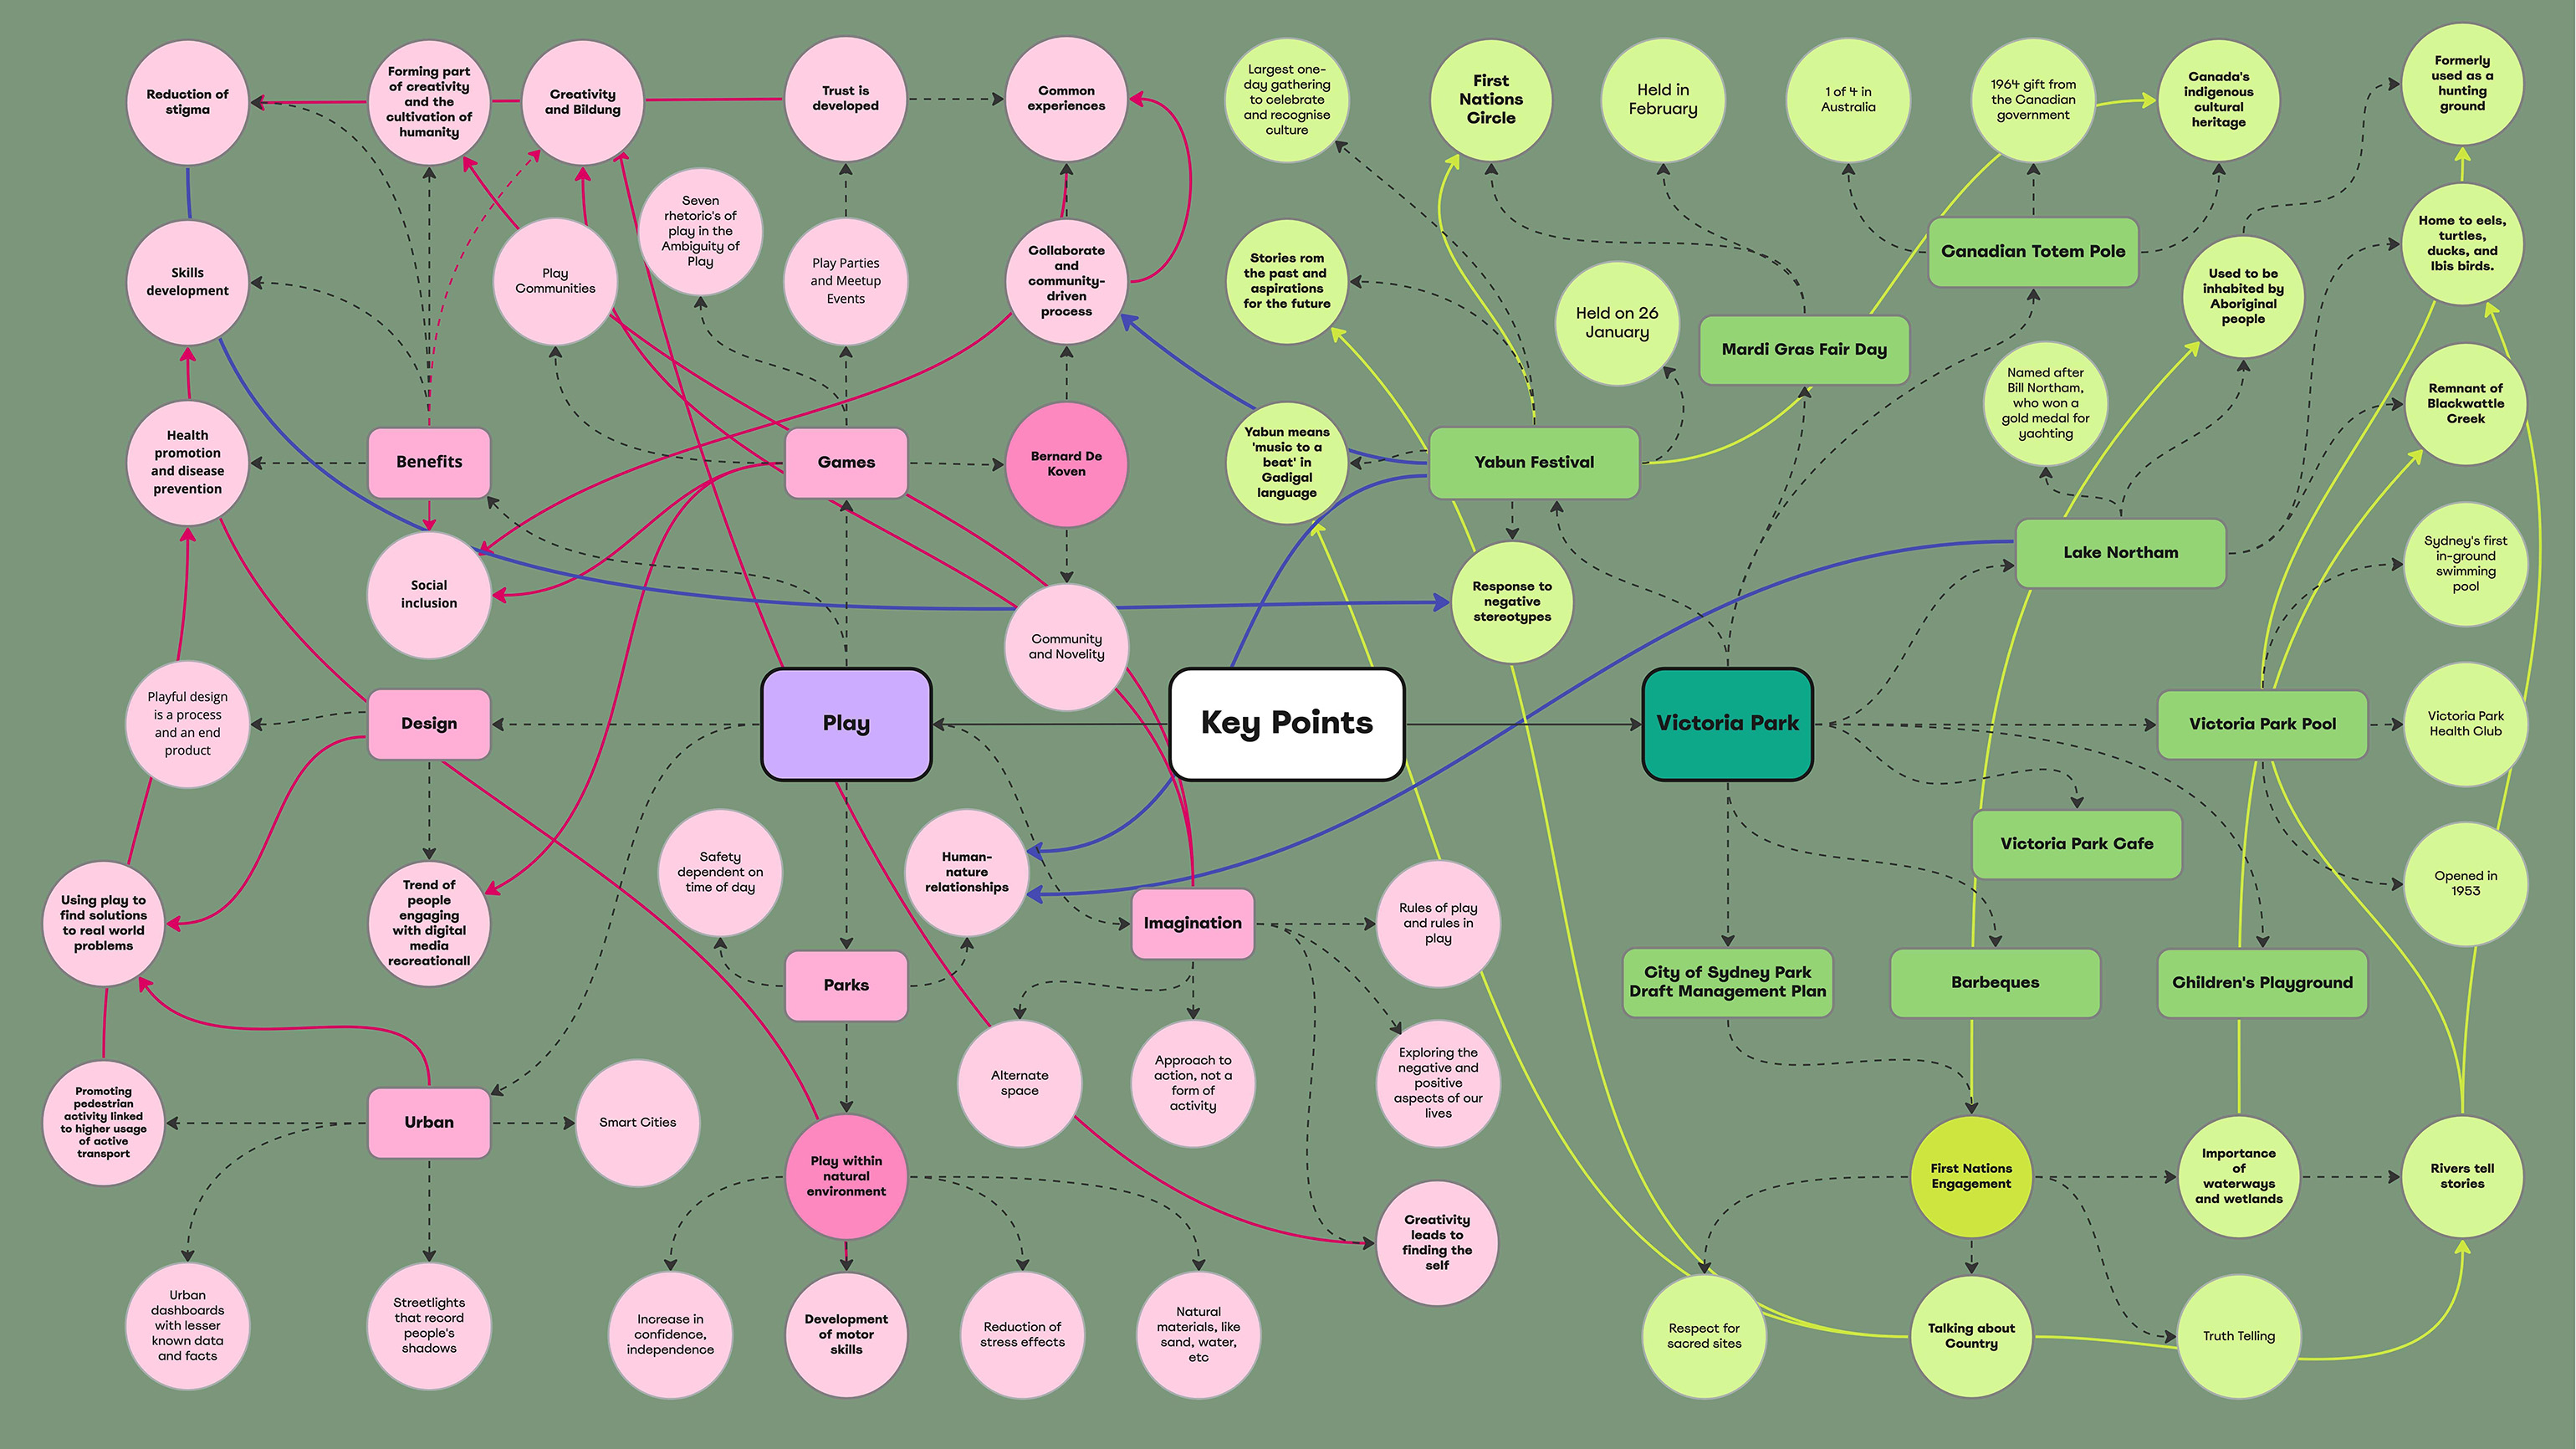 Reduction of
stigma
Forming part
of creativity
and the
cultivation of
humanity
Creativity
and Bildung
Trust is
developed
Common
experiences
Largest one-
day gathering
to celebrate
and recognise
culture
First
Nations
Circle
Held in
February
1 of 4 in
Australia
1964 gift from
the Canadian
government
Canada's
indigenous
cultural
heritage
Formerly
used as a
hunting
ground
Skills
development
Play
Communities
Seven
rhetoric's of
play in the
Ambiguity of
Play
Play Parties
and Meetup
Events
Collaborate
and
community-
driven
process
Stories rom
the past and
aspirations
for the future
Held on 26
January
Mardi Gras Fair Day
Canadian Totem Pole
Used to be
inhabited by
Aboriginal
people
Home to eels,
turtles,
ducks, and
Ibis birds.
Health
promotion
and disease
prevention
Benefits
Games
Bernard De
Koven
Yabun means
'music to a
beat' in
Gadigal
language
Yabun Festival
Named after
Bill Northam,
who won a
gold medal for
yachting
Remnant of
Blackwattle
Creek
Social
inclusion
Community
and Novelity
Response to
negative
stereotypes
Lake Northam
Sydney's first
in-ground
swimming
pool
Playful design
is a process
and an end
product
Design
Play
Key Points
Victoria Park
Victoria Park Pool
Victoria Park
Health Club
Using play to
find solutions
to real world
problems
Trend of
people
engaging
with digital
media
recreationall
Safety
dependent on
time of day
Human-
nature
relationships
Imagination
Rules of play
and rules in
play
Victoria Park Cafe
Opened in
1953
Parks
City of Sydney Park
Draft Management Plan
Barbeques
Children's Playground
Promoting
pedestrian
activity linked
to higher usage
of active
transport
Urban
Smart Cities
Play within
natural
environment
Alternate
space
Approach to
action, not a
form of
activity
Exploring the
negative and
positive
aspects of our
lives
First Nations
Engagement
Importance
of
waterways
and wetlands
Rivers tell
stories
Creativity
leads to
finding the
self
Urban
dashboards
with lesser
known data
and facts
Streetlights
that record
people's
shadows
Increase in
confidence,
independence
Development
of motor
skills
Reduction of
stress effects
Natural
materials, like
sand, water,
etc
Respect for
sacred sites
Talking about
Country
Truth Telling